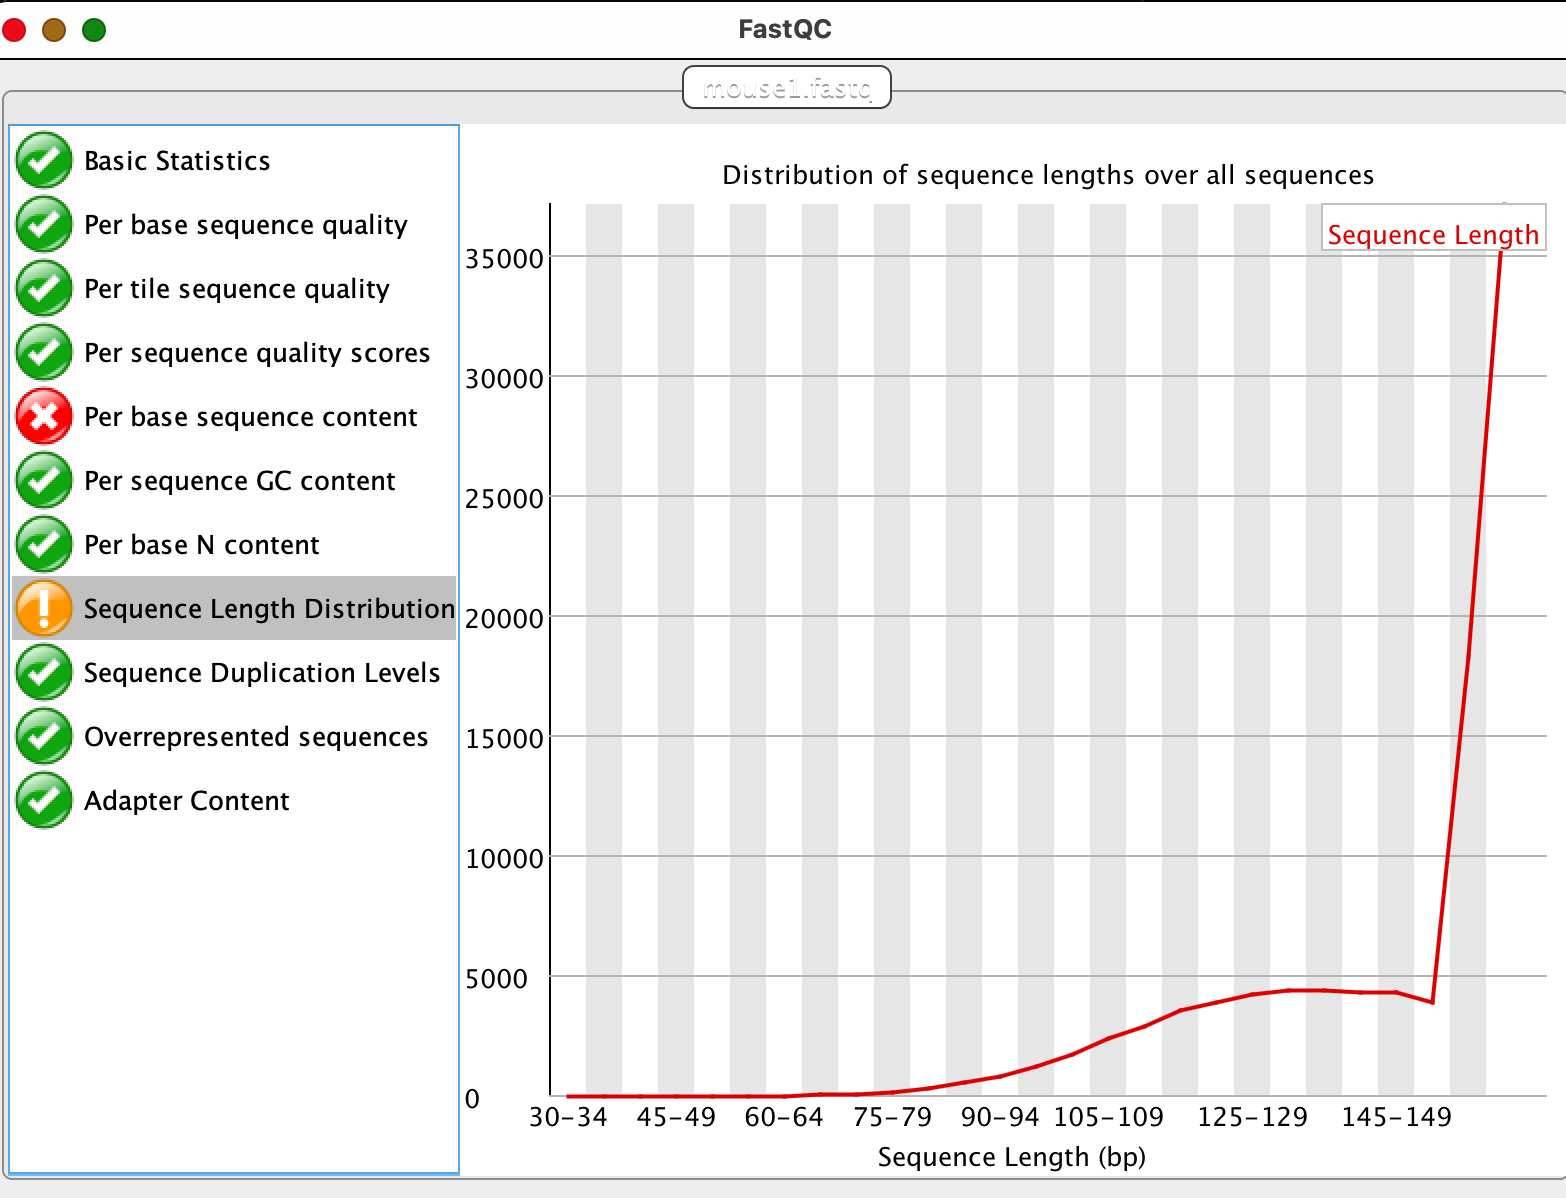 FastQC
mouse1.fastq
Basic Statistics
Per base sequence quality
Per tile sequence quality
Per sequence quality scores
Per base sequence content
Per sequence GC content
Per base N content
Sequence Length Distribution
Sequence Duplication Levels
Overrepresented sequences
Adapter Content
Distribution of sequence lengths over all sequences
Sequence Length
35000
30000
25000
20000
15000
10000
5000
0
30-34 45-49 60-64 75-79 90-94 105-109 125-129 145-149
Sequence Length (bp)